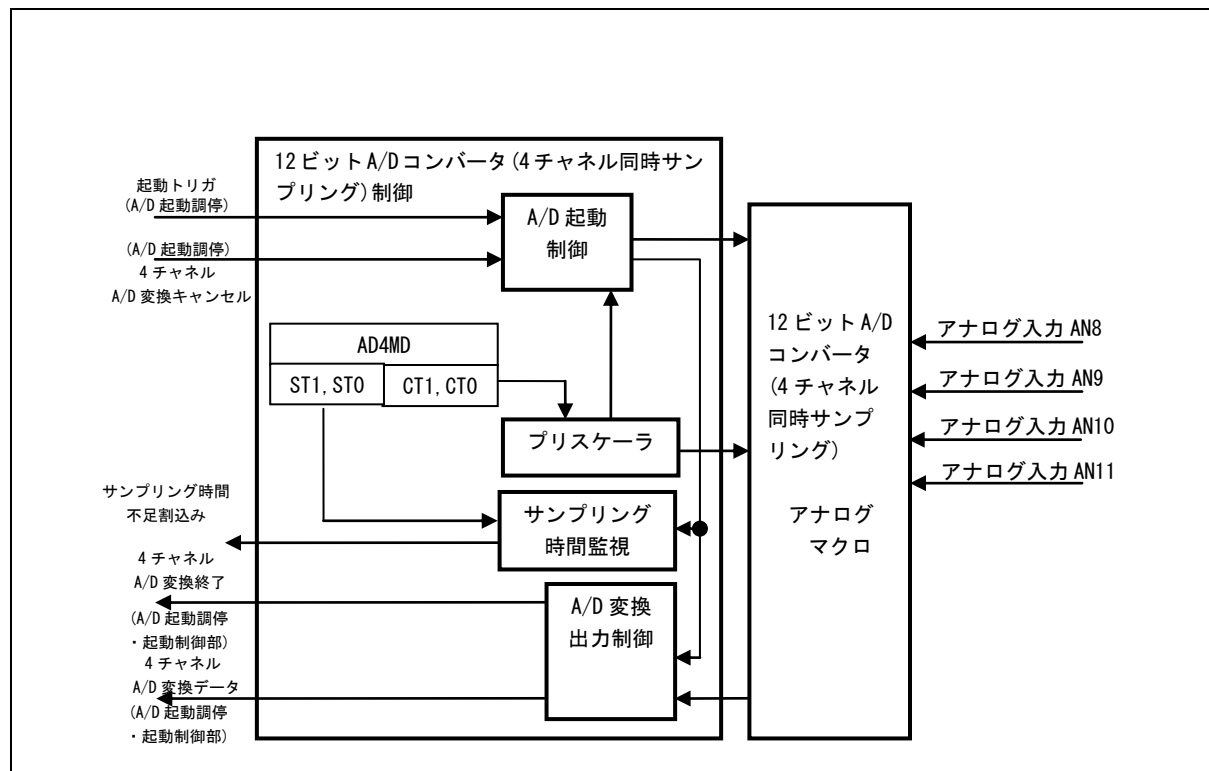 12ビットA/Dコンバータ(4チャネル同時サン
プリング)制御
起動トリガ
(A/D起動調停)
(A/D起動調停)
4チャネル
A/D変換キャンセル
A/D起動
制御
AD4MD
ST1,ST0
CT1,CT0
プリスケーラ
サンプリング時間
不足割込み
サンプリング
時間監視
4チャネル
A/D変換終了
(A/D起動調停
・起動制御部)
4チャネル
A/D変換データ
(A/D起動調停
・起動制御部)
A/D変換
出力制御
12ビットA/D
コンバータ
(4チャネル
同時サンプ
リング)
アナログ
マクロ
アナログ入力AN8
アナログ入力AN9
アナログ入力AN10
アナログ入力AN11